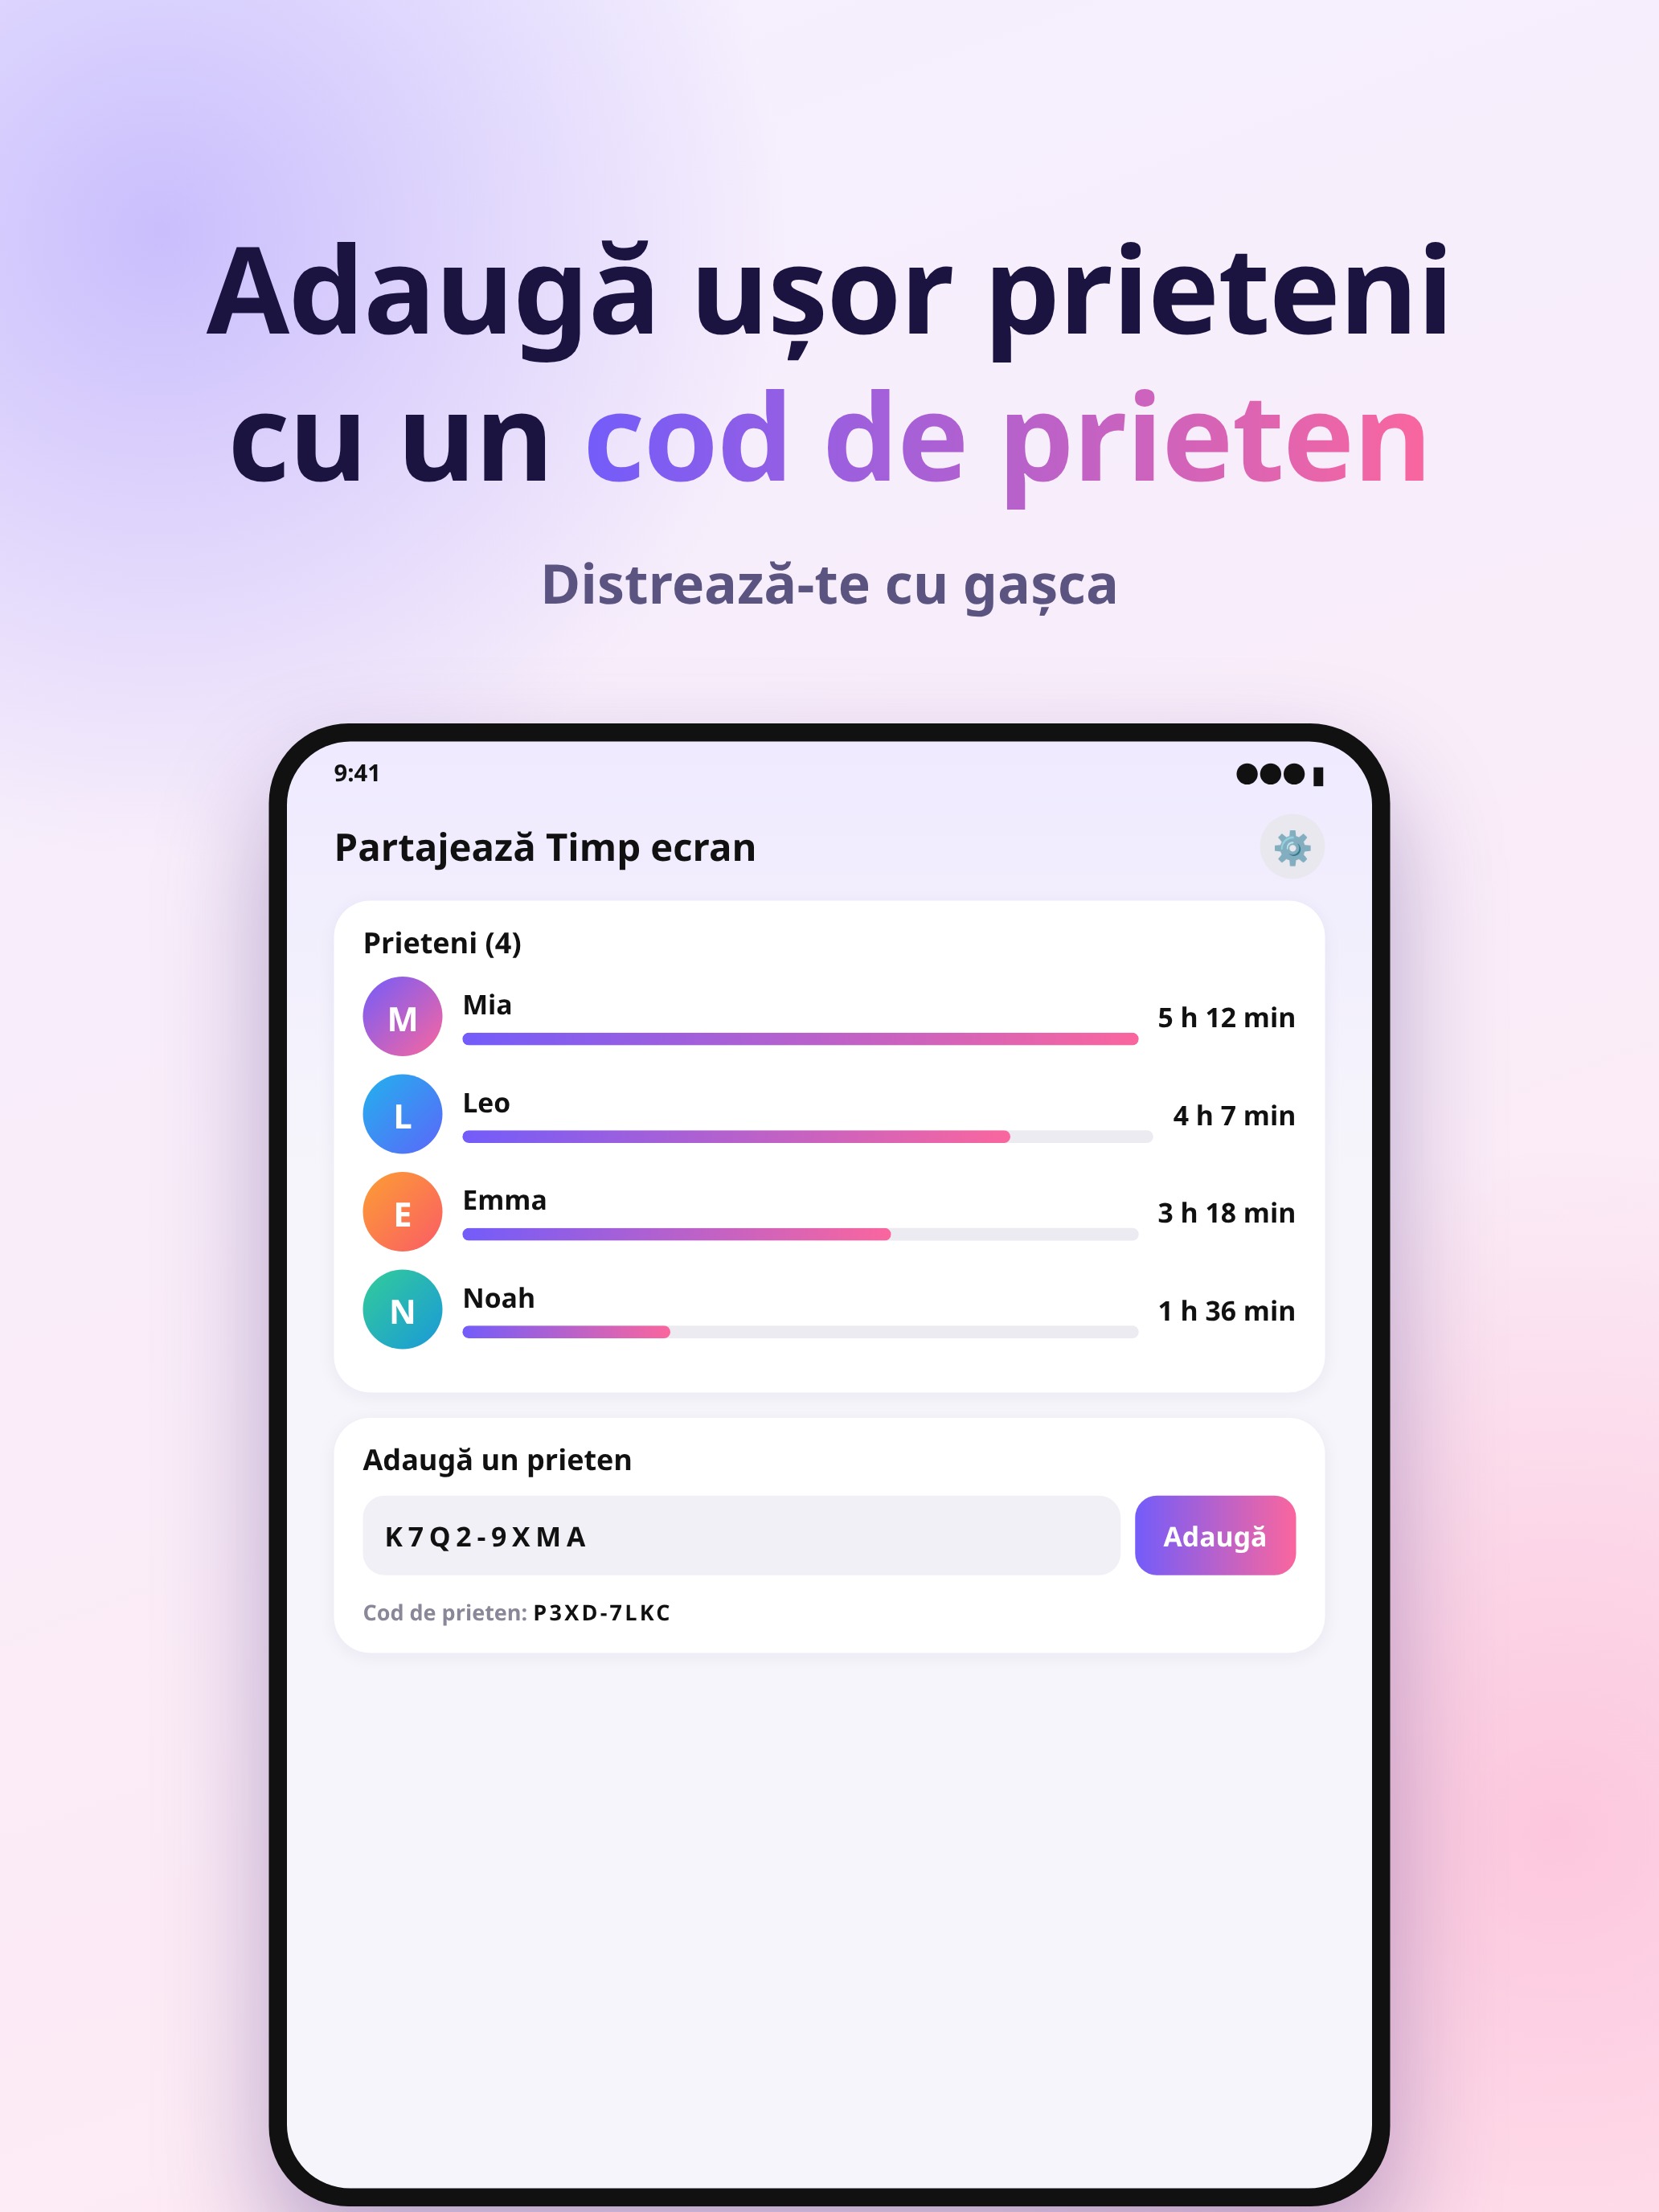 Adaugă ușor prieteni
cu un cod de prieten
Distrează-te cu gașca
9:41
Partajează Timp ecran
Prieteni (4)
M
Mia
5 h 12 min
L
Leo
4 h 7 min
E
Emma
3 h 18 min
N
Noah
1 h 36 min
Adaugă un prieten
K7Q2-9XMA
Adaugă
Cod de prieten: P3XD-7LKC